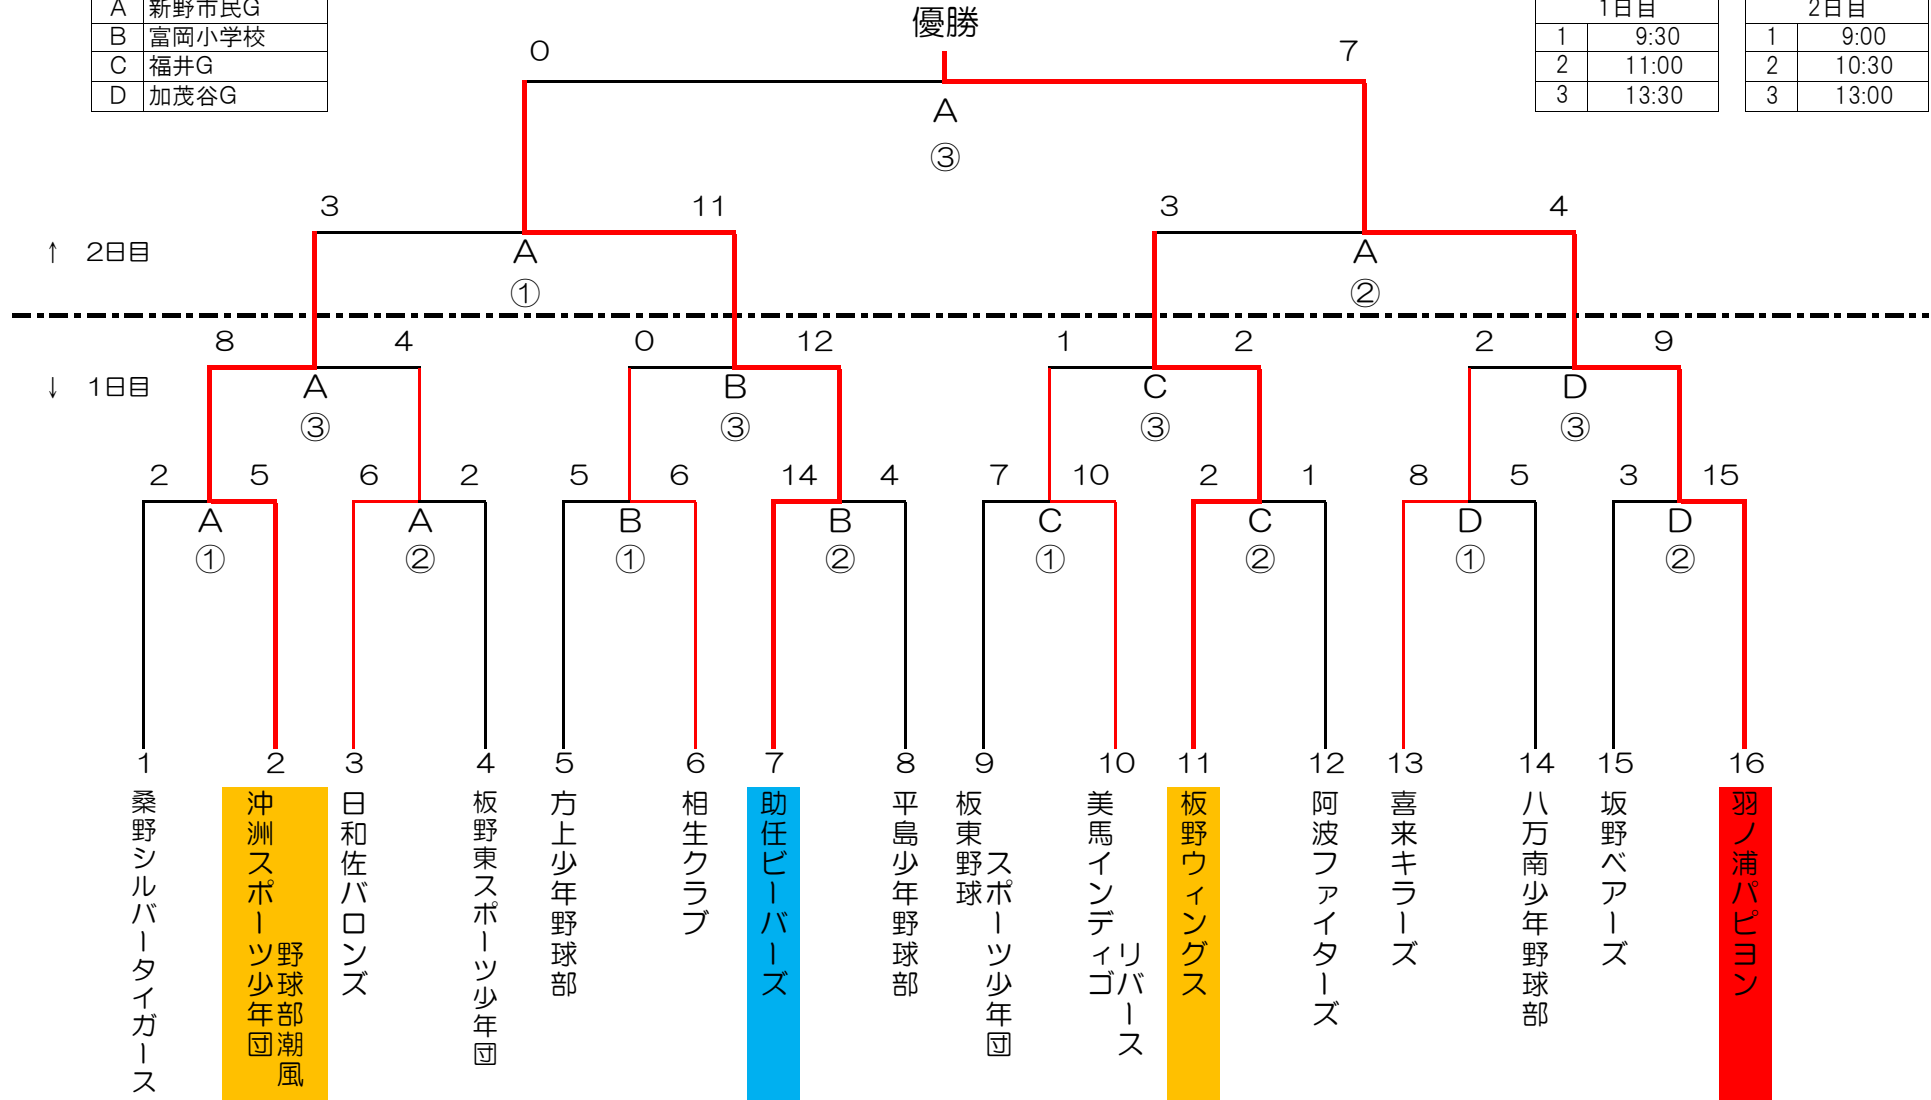 A 新野市民G
B 富岡小学校
C 福井G
D 加茂谷G
優勝
1日目
1 9:30
2 11:00
3 13:30
2日目
1 9:00
2 10:30
3 13:00
0 7
A
③
3 11 3 4
↑ 2日目
A A
① ②
8 4 0 12 1 2 2 9
↓ 1日目
A B C D
③ ③ ③ ③
2 5 6 2 5 6 14 4 7 10 2 1 8 5 3 15
A A B B C C D D
① ② ① ② ① ② ① ②
1 2 3 4 5 6 7 8 9 10 11 12 13 14 15 16
桑野シルバータイガース
沖洲スポーツ少年団
野球部潮風
日和佐バロンズ
板野東スポーツ少年団
方上少年野球部
相生クラブ
助任ビーバーズ
平島少年野球部
板東野球
スポーツ少年団
美馬インディゴ
リバース
板野ウィングス
阿波ファイターズ
喜来キラーズ
八万南少年野球部
坂野ベアーズ
羽ノ浦パピヨン